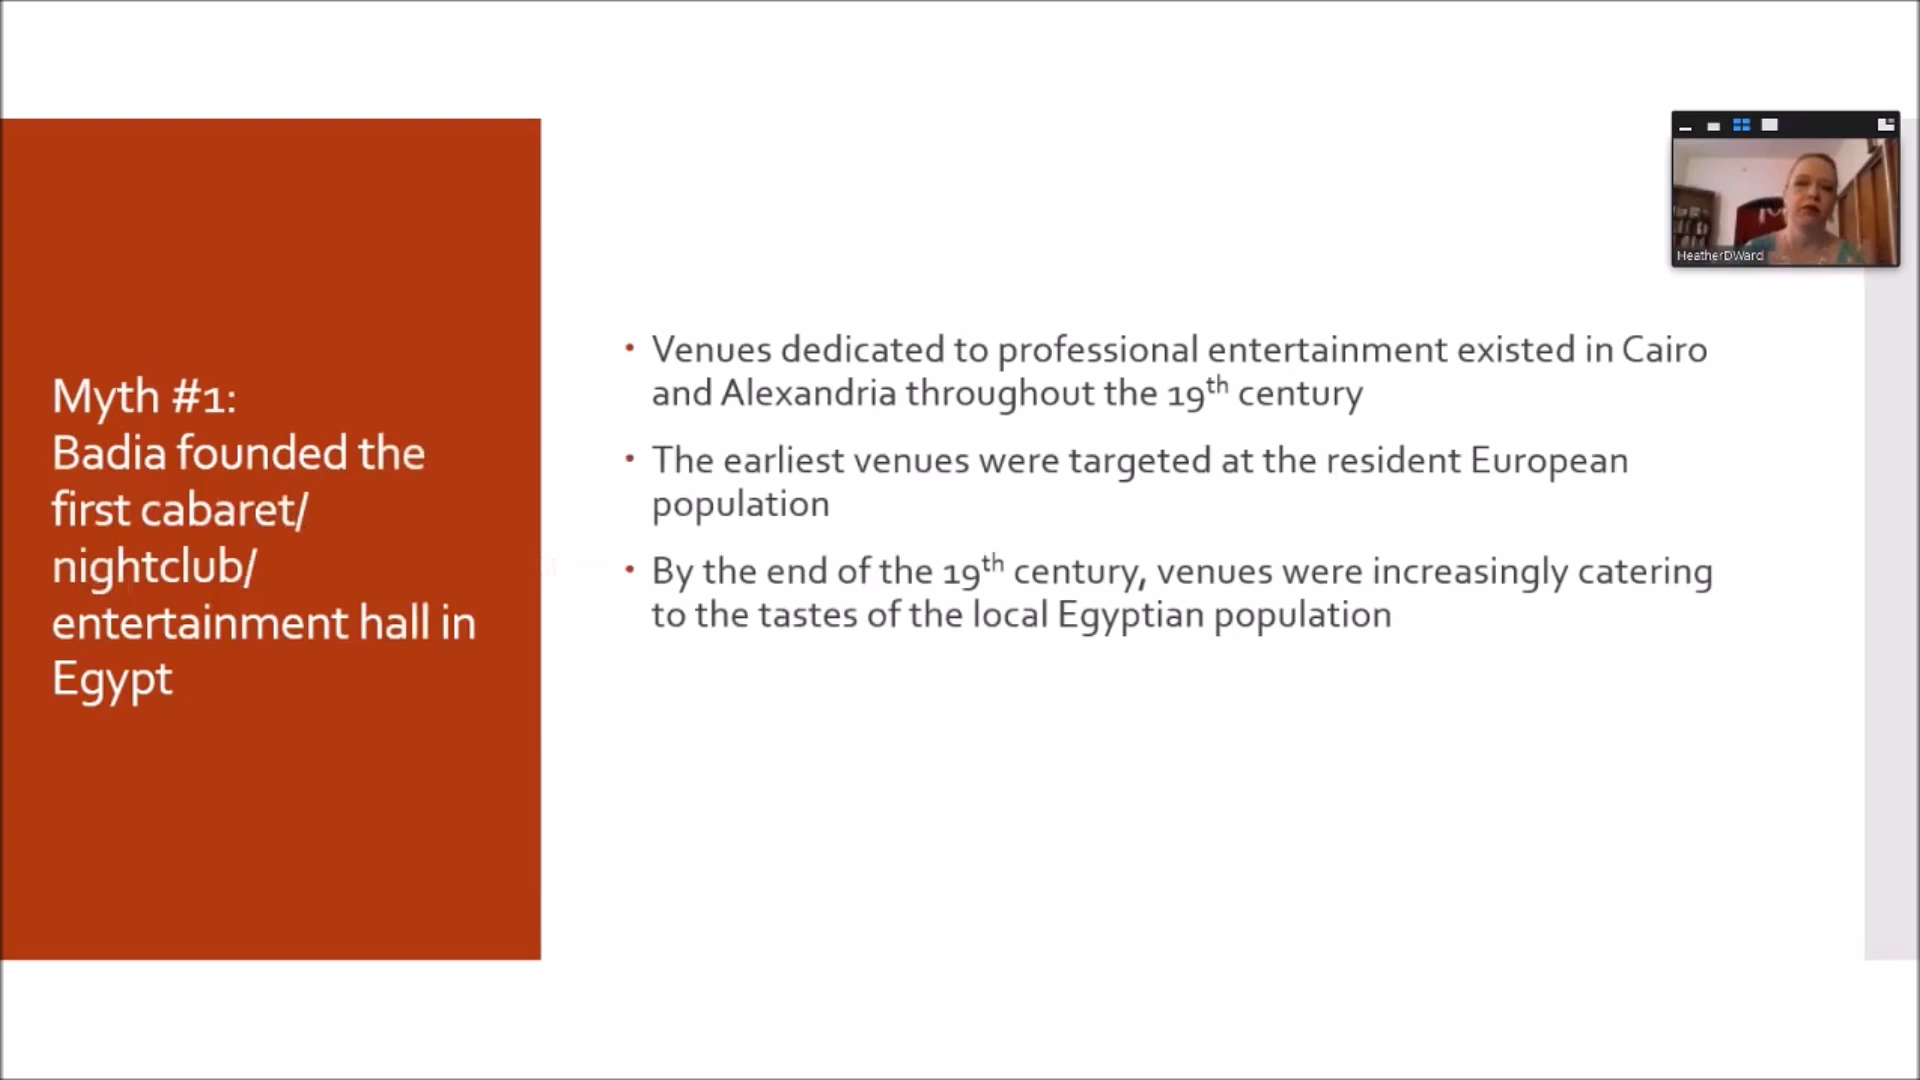 Myth #1:
Badia founded the
first cabaret/
nightclub/
entertainment hall in
Egypt
• Venues dedicated to professional entertainment existed in Cairo
and Alexandria throughout the 19th century
• The earliest venues were targeted at the resident European
population
• By the end of the 19th century, venues were increasingly catering
to the tastes of the local Egyptian population
HeatherDWard